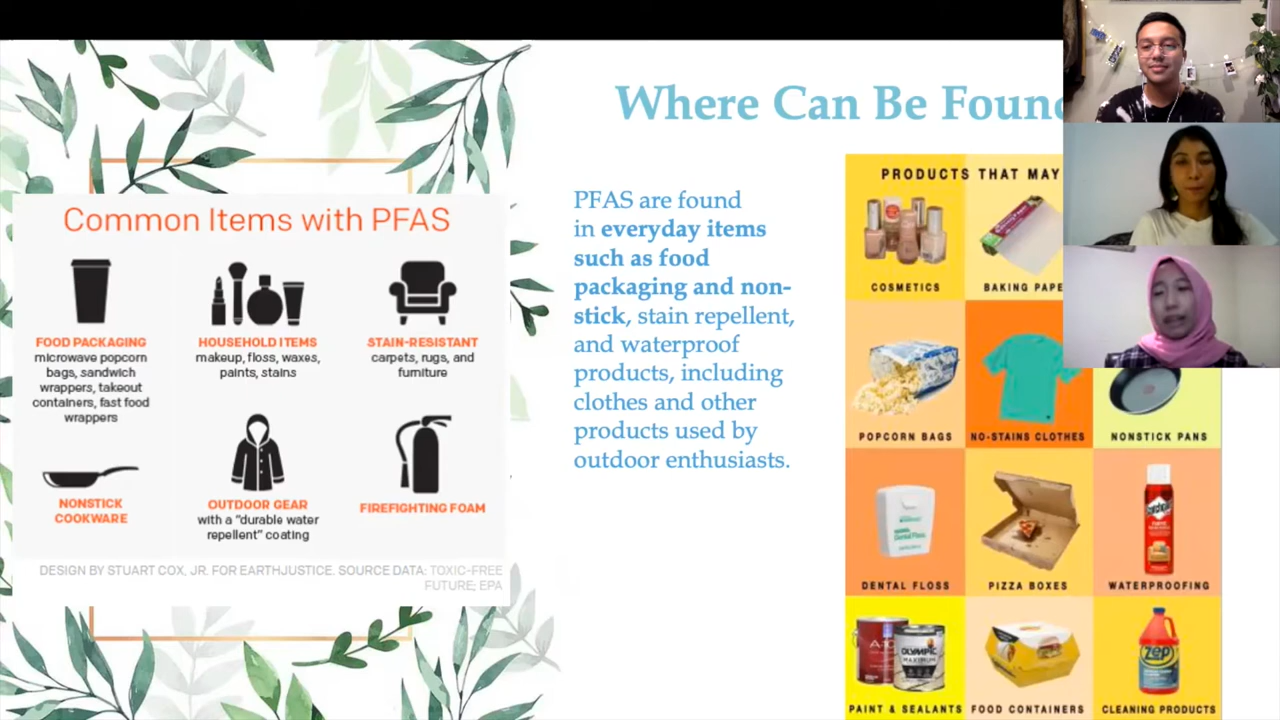 Where Can Be Foun
Common Items with PFAS
FOOD PACKAGING
microwave popcorn
bags, sandwich
wrappers, takeout
containers, fast food
wrappers
HOUSEHOLD ITEMS
makeup, floss, waxes,
paints, stains
STAIN-RESISTANT
carpets, rugs, and
furniture
NONSTICK
COOKWARE
OUTDOOR GEAR
with a "durable water
repellent" coating
FIREFIGHTING FOAM
DESIGN BY STUART COX, JR. FOR EARTHJUSTICE. SOURCE DATA: TOXIC-FREE
FUTURE; EPA
PFAS are found
in everyday items
such as food
packaging and non-
stick, stain repellent,
and waterproof
products, including
clothes and other
products used by
outdoor enthusiasts.
PRODUCTS THAT MAY
COSMETICS
BAKING PAPE
POPCORN BAGS
NO-STAINS CLOTHES
NONSTICK PANS
DENTAL FLOSS
PIZZA BOXES
WATERPROOFING
OLYMPIC
MAXIMUM
zep
PAINT & SEALANTS
FOOD CONTAINERS
CLEANING PRODUCTS